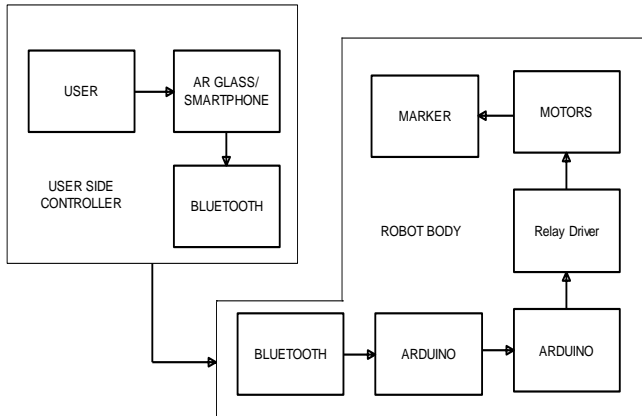 USER
AR GLASS/
SMARTPHONE
USER SIDE
CONTROLLER
BLUETOOTH
MARKER
MOTORS
ROBOT BODY
Relay Driver
BLUETOOTH
ARDUINO
ARDUINO